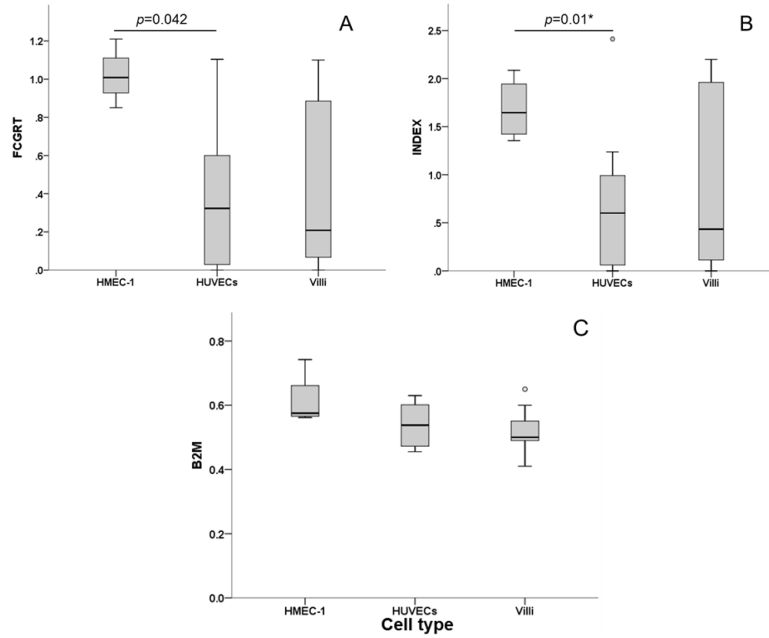 p=0.042
A
1.2
1.0
.8
.6
.4
.2
.0
FCGRT
HMEC-1 HUVECs Villi
p=0.01*
B
2.5
2.0
1.5
1.0
.5
.0
INDEX
HMEC-1 HUVECs Villi
C
0.8
0.6
0.4
0.2
0.0
B2M
HMEC-1 HUVECs Villi
Cell type